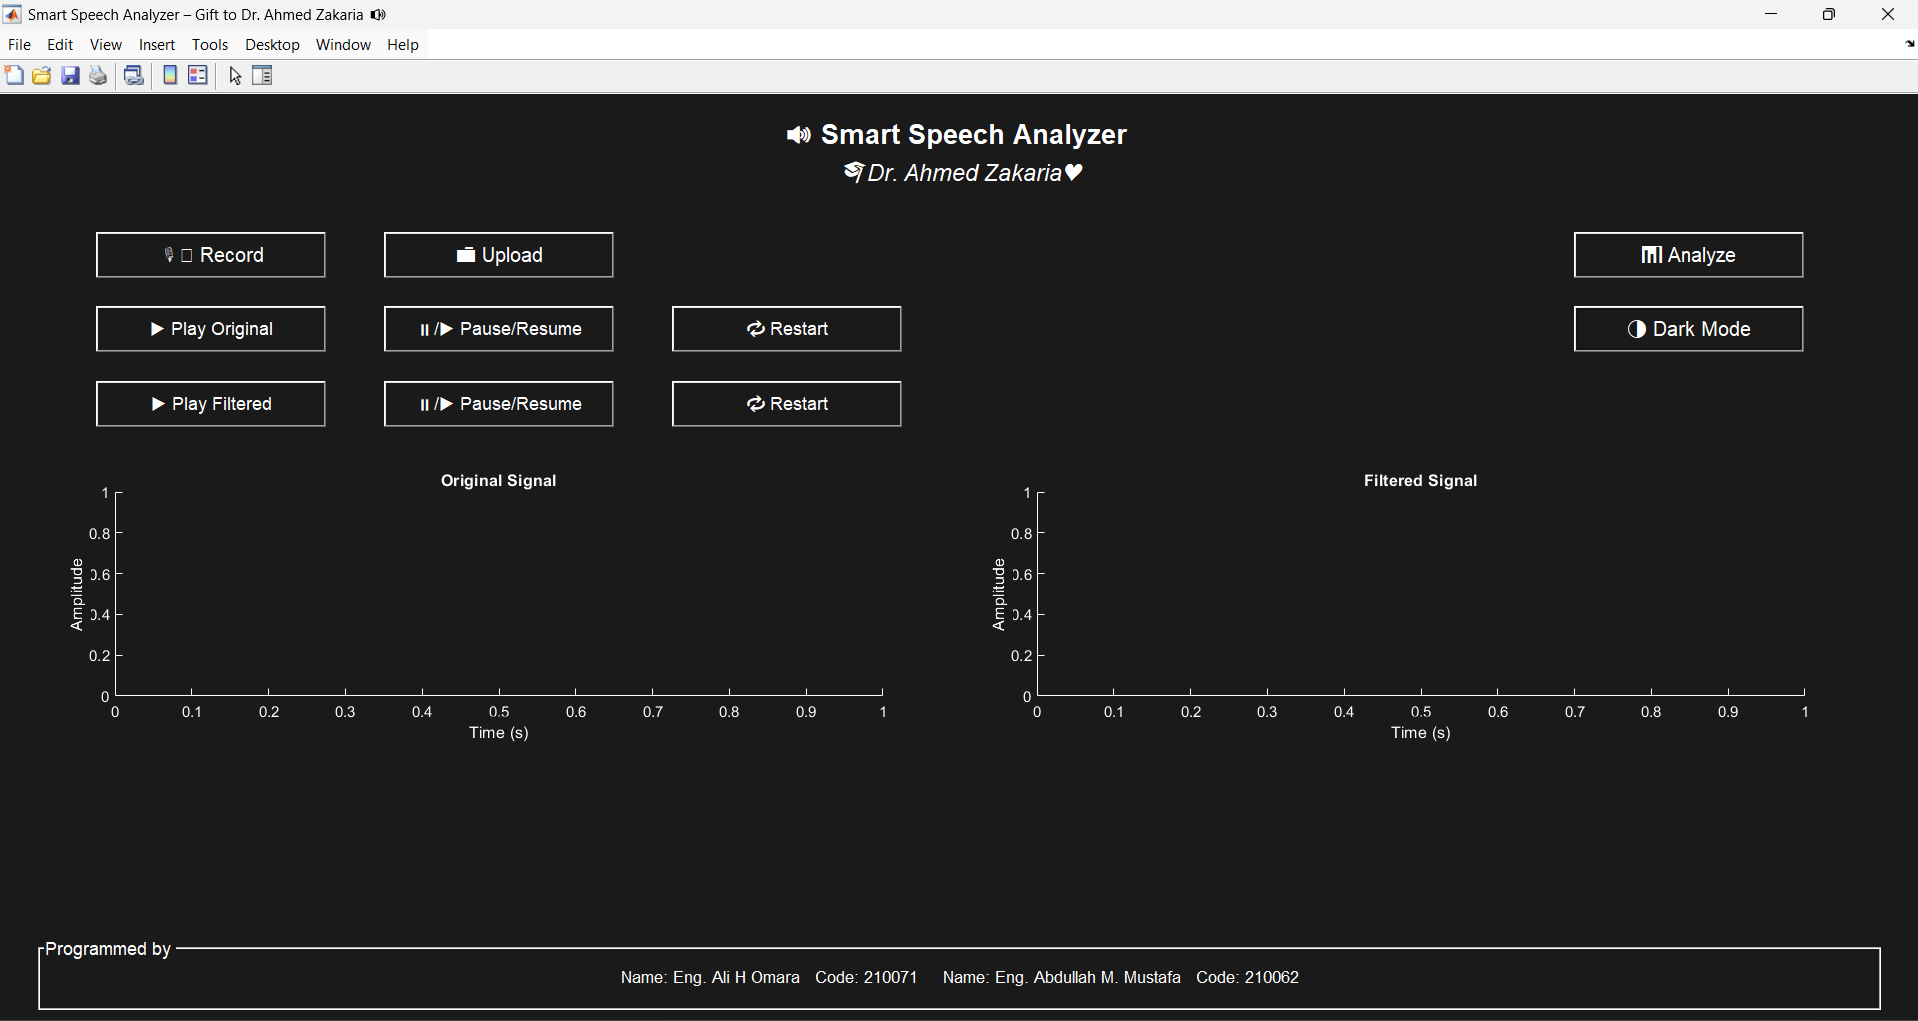 Smart Speech Analyzer – Gift to Dr. Ahmed Zakaria 🔊
File Edit View Insert Tools Desktop Window Help
🔊 Smart Speech Analyzer
🎓Dr. Ahmed Zakaria♥
🎙□ Record
📁 Upload
📊 Analyze
▶ Play Original
⏸/▶ Pause/Resume
🔁 Restart
🌓 Dark Mode
▶ Play Filtered
⏸/▶ Pause/Resume
🔁 Restart
Original Signal
1
0.8
0.6
0.4
0.2
0
Amplitude
0 0.1 0.2 0.3 0.4 0.5 0.6 0.7 0.8 0.9 1
Time (s)
Filtered Signal
1
0.8
0.6
0.4
0.2
0
Amplitude
0 0.1 0.2 0.3 0.4 0.5 0.6 0.7 0.8 0.9 1
Time (s)
Programmed by
Name: Eng. Ali H Omara Code: 210071 Name: Eng. Abdullah M. Mustafa Code: 210062